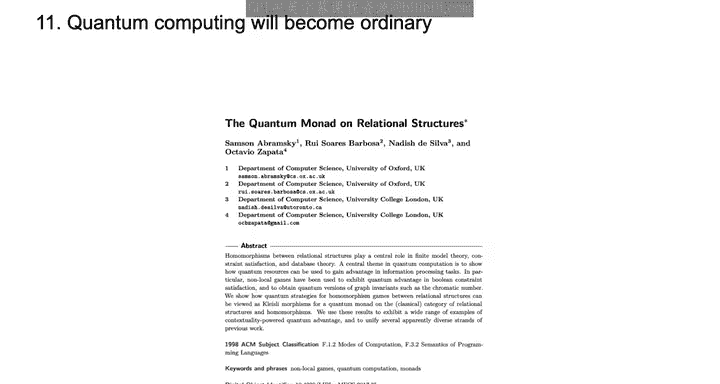 11. Quantum computing will become ordinary
The Quantum Monad on Relational Structures*
Samson Abramsky¹, Rui Soares Barbosa², Nadish de Silva³, and
Octavio Zapata⁴
1 Department of Computer Science, University of Oxford, UK
samson.abramsky@cs.ox.ac.uk
2 Department of Computer Science, University of Oxford, UK
rui.soares.barbosa@cs.ox.ac.uk
3 Department of Computer Science, University College London, UK
nadish.desilva@utoronto.ca
4 Department of Computer Science, University College London, UK
ocbzapata@gmail.com
Abstract
Homomorphisms between relational structures play a central role in finite model theory, con-
straint satisfaction, and database theory. A central theme in quantum computation is to show
how quantum resources can be used to gain advantage in information processing tasks. In par-
ticular, non-local games have been used to exhibit quantum advantage in boolean constraint
satisfaction, and to obtain quantum versions of graph invariants such as the chromatic number.
We show how quantum strategies for homomorphism games between relational structures can
be viewed as Kleisli morphisms for a quantum monad on the (classical) category of relational
structures and homomorphisms. We use these results to exhibit a wide range of examples of
contextuality-powered quantum advantage, and to unify several apparently diverse strands of
previous work.
1998 ACM Subject Classification F.1.2 Modes of Computation, F.3.2 Semantics of Program-
ming Languages
Keywords and phrases non-local games, quantum computation, monads